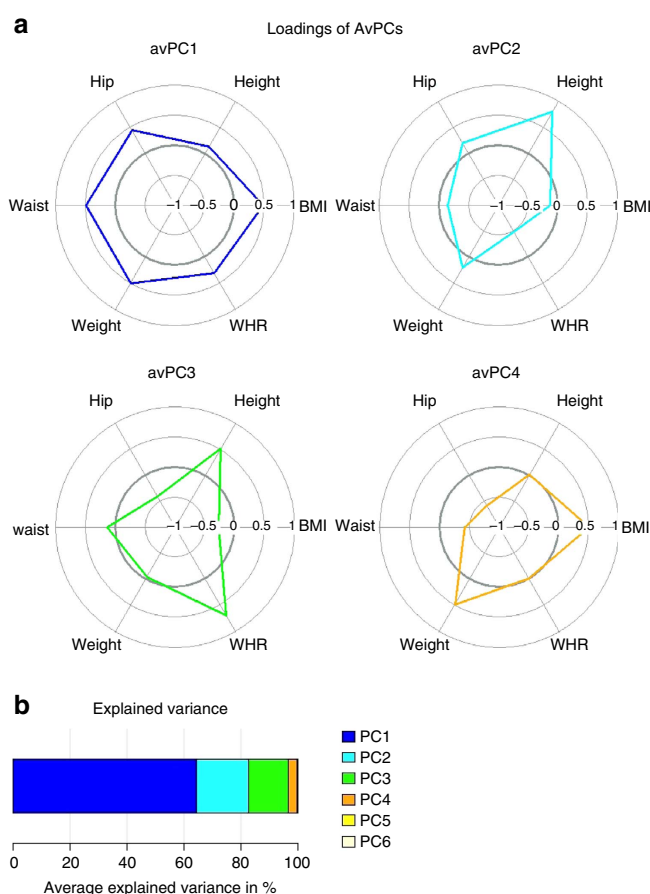 a
Loadings of AvPCs
avPC1
avPC2
Hip
Height
Hip
Height
Waist
−1
−0.5
0
0.5
1
BMI
Waist
−1
−0.5
0
0.5
1
BMI
Weight
WHR
Weight
WHR
avPC3
avPC4
Hip
Height
Hip
Height
waist
−1
−0.5
0
0.5
1
BMI
Waist
−1
−0.5
0
0.5
1
BMI
Weight
WHR
Weight
WHR
b
Explained variance
PC1
PC2
PC3
PC4
PC5
PC6
0 20 40 60 80 100
Average explained variance in %